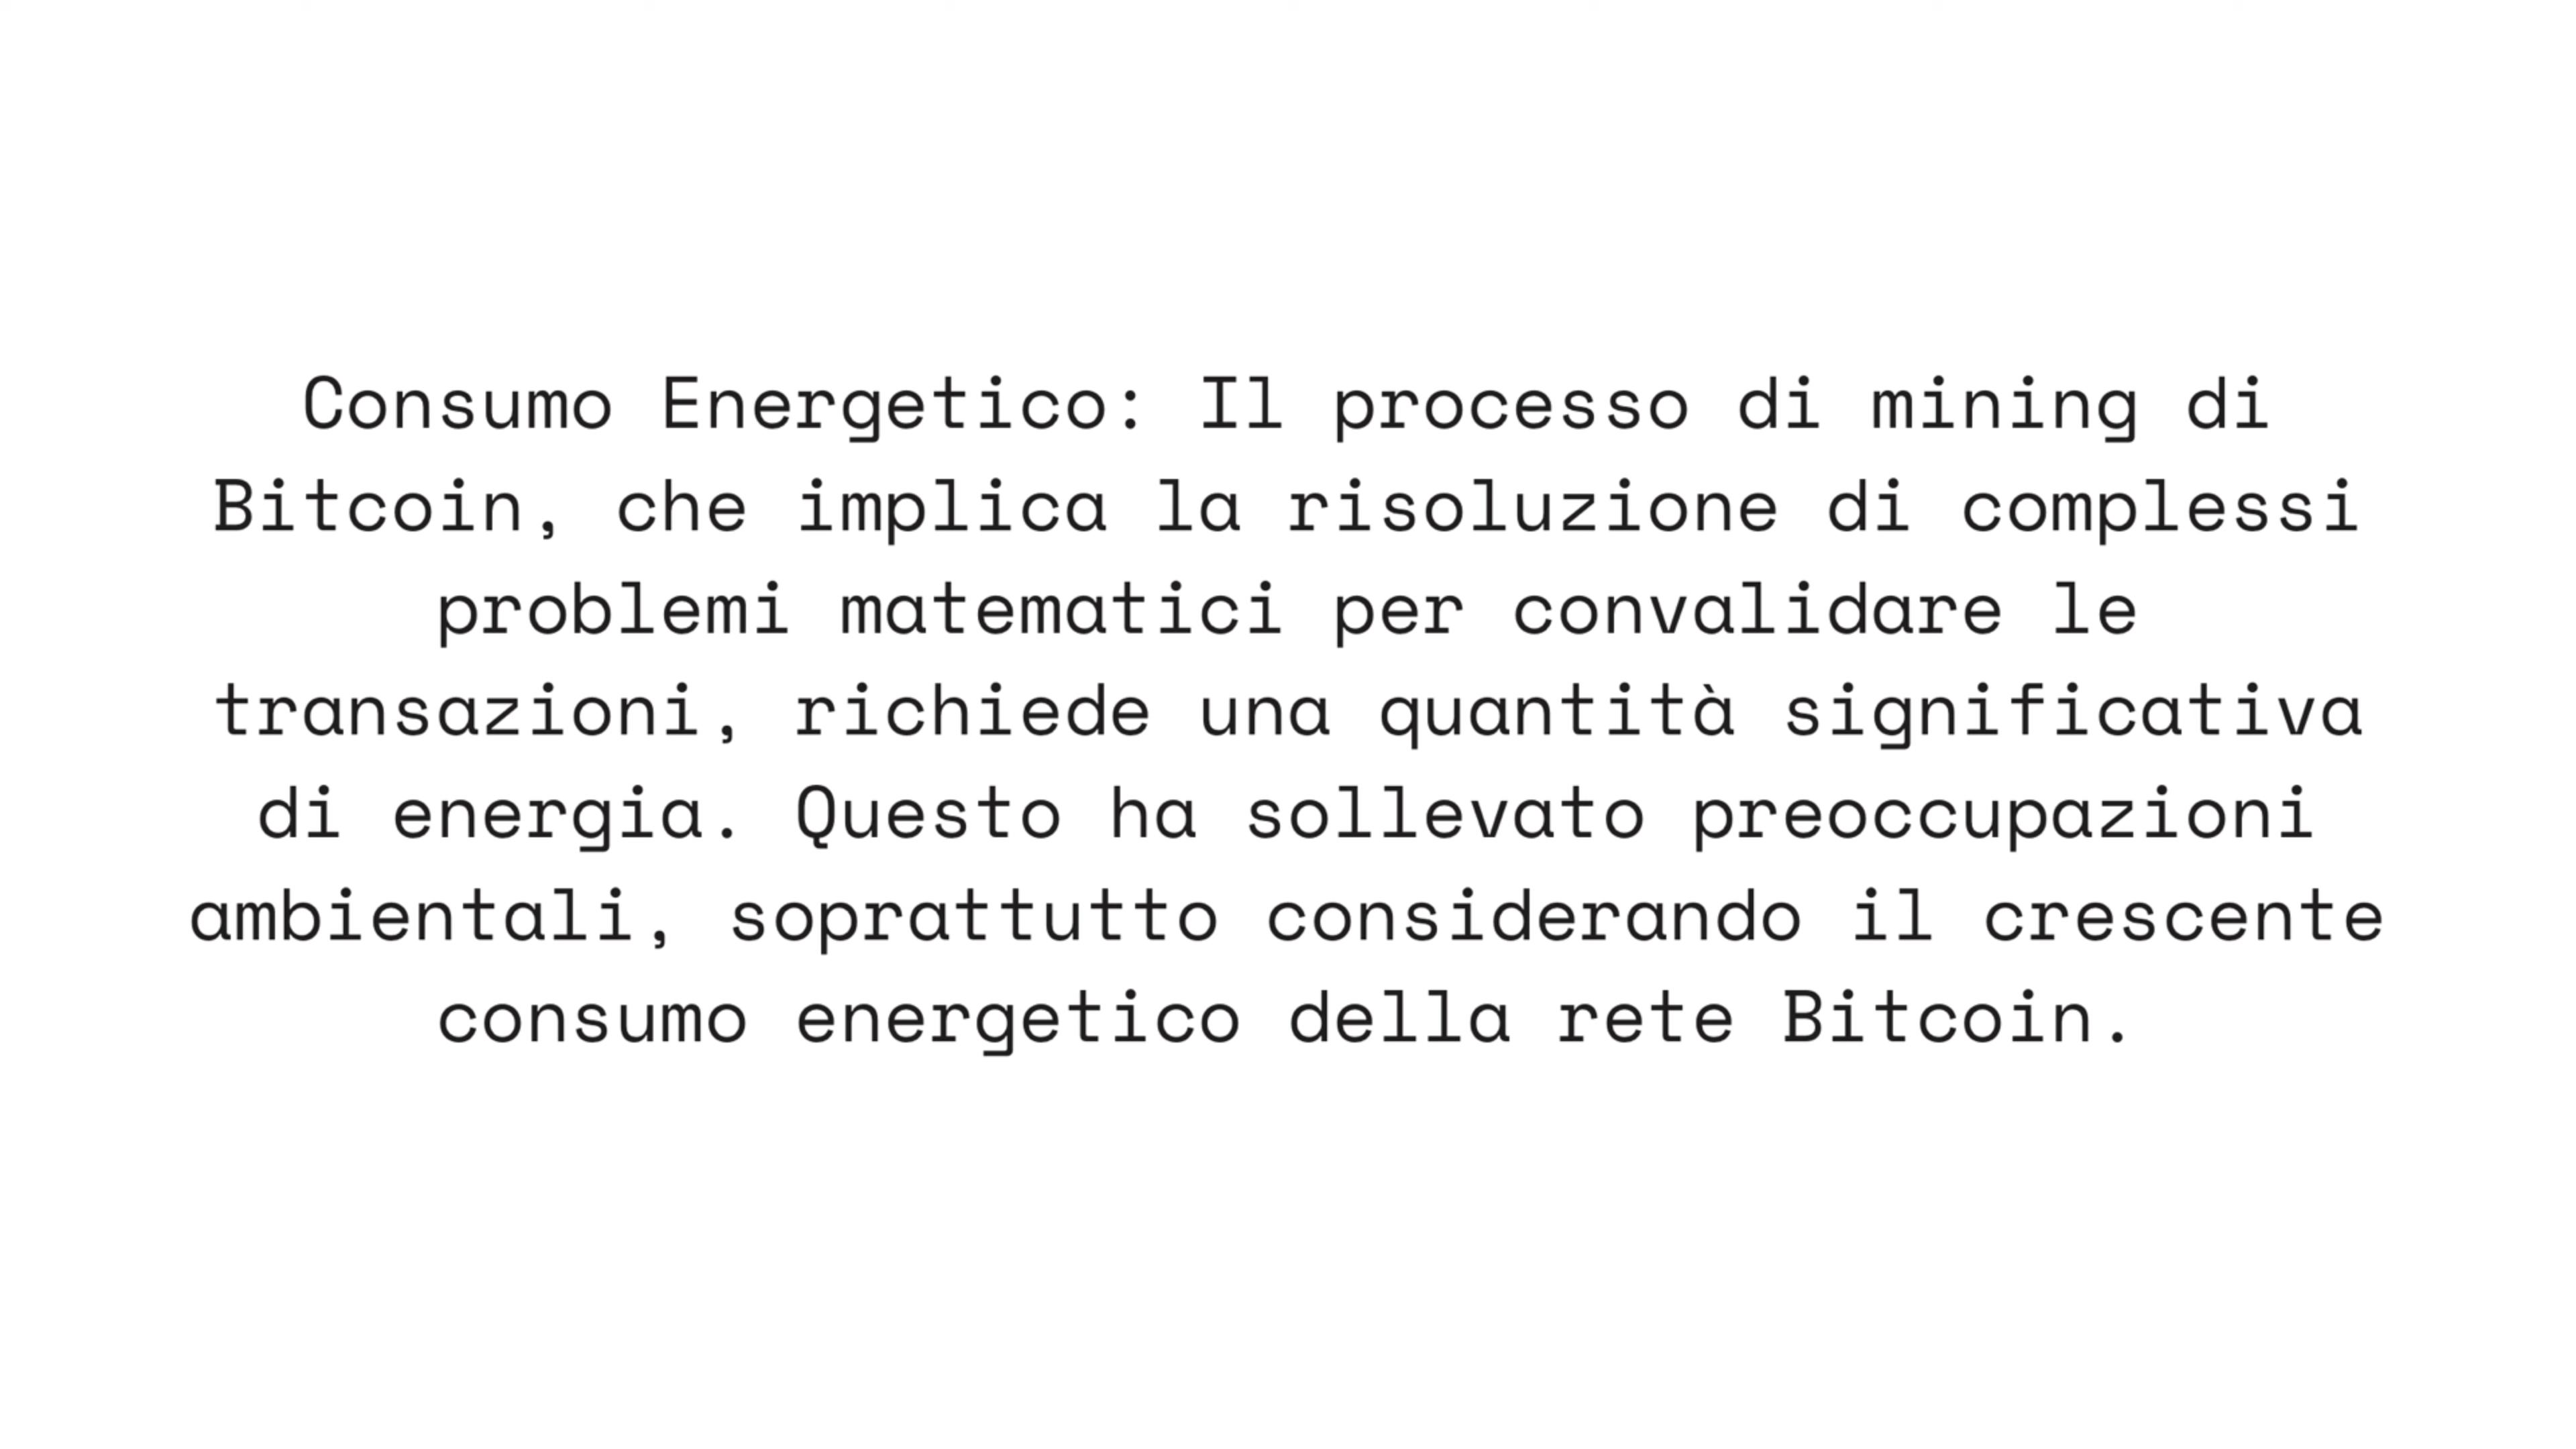 Consumo Energetico: Il processo di mining di
Bitcoin, che implica la risoluzione di complessi
problemi matematici per convalidare le
transazioni, richiede una quantità significativa
di energia. Questo ha sollevato preoccupazioni
ambientali, soprattutto considerando il crescente
consumo energetico della rete Bitcoin.